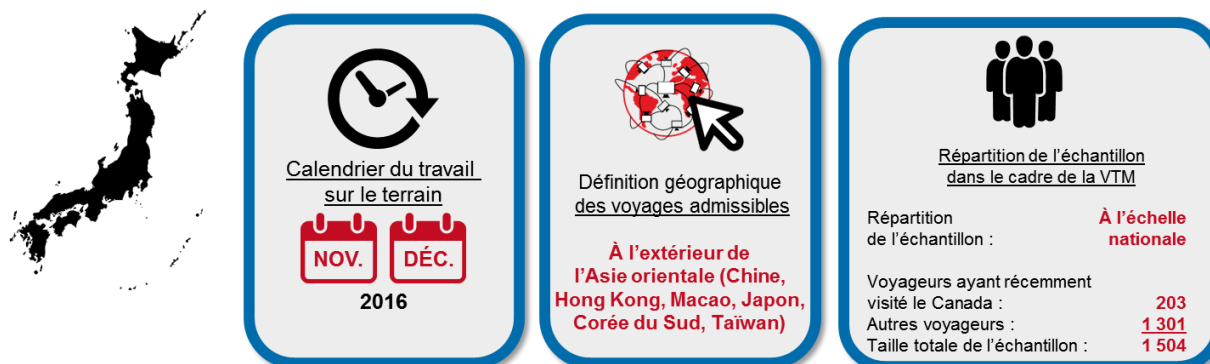 Calendrier du travail
sur le terrain
NOV.
DÉC.
2016
Définition géographique
des voyages admissibles
À l'extérieur de
l'Asie orientale (Chine,
Hong Kong, Macao, Japon,
Corée du Sud, Taïwan)
Répartition de l'échantillon
dans le cadre de la VTM
Répartition À l'échelle
de l'échantillon : nationale
Voyageurs ayant récemment
visité le Canada : 203
Autres voyageurs : 1 301
Taille totale de l'échantillon : 1 504